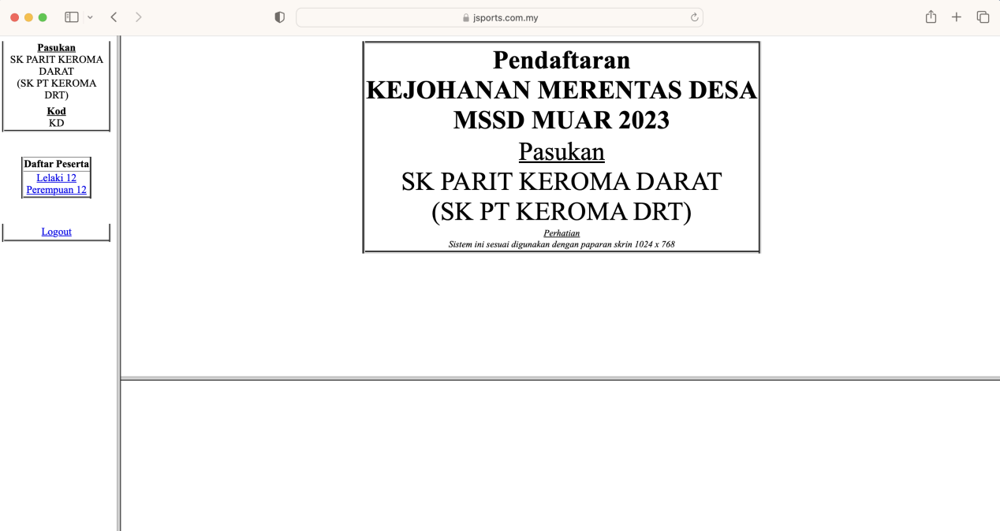 jsports.com.my
Pasukan
SK PARIT KEROMA
DARAT
(SK PT KEROMA
DRT)
Kod
KD
Daftar Peserta
Lelaki 12
Perempuan 12
Logout
Pendaftaran
KEJOHANAN MERENTAS DESA
MSSD MUAR 2023
Pasukan
SK PARIT KEROMA DARAT
(SK PT KEROMA DRT)
Perhatian
Sistem ini sesuai digunakan dengan paparan skrin 1024 x 768